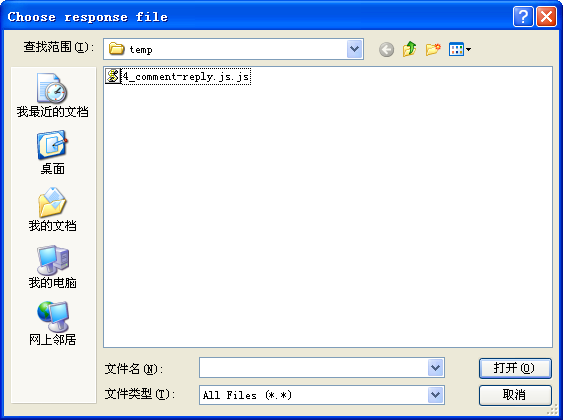 Choose response file
查找范围(I):
temp
4_comment-reply.js.js
我最近的文档
桌面
我的文档
我的电脑
网上邻居
文件名(N):
打开(O)
文件类型(T):
All Files (*.*)
取消